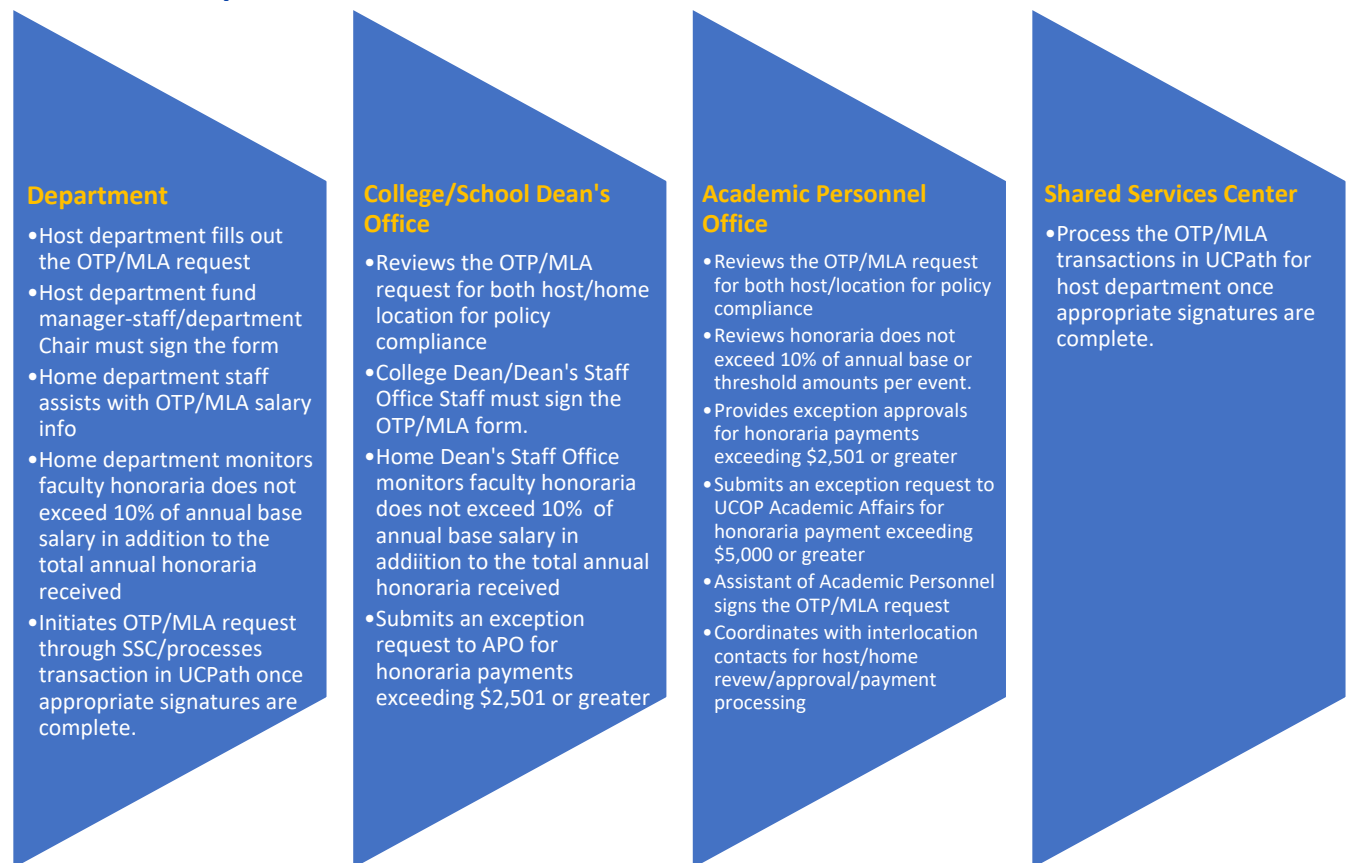 Department
•Host department fills out
the OTP/MLA request
•Host department fund
manager-staff/department
Chair must sign the form
•Home department staff
assists with OTP/MLA salary
info
•Home department monitors
faculty honoraria does not
exceed 10% of annual base
salary in addition to the
total annual honoraria
received
•Initiates OTP/MLA request
through SSC/processes
transaction in UCPath once
appropriate signatures are
complete.
College/School Dean's
Office
•Reviews the OTP/MLA
request for both host/home
location for policy
compliance
•College Dean/Dean's Staff
Office Staff must sign the
OTP/MLA form.
•Home Dean's Staff Office
monitors faculty honoraria
does not exceed 10%  of
annual base salary in
addiition to the total annual
honoraria received
•Submits an exception
request to APO for
honoraria payments
exceeding $2,501 or greater
Academic Personnel
Office
•Reviews the OTP/MLA request
for both host/location for policy
compliance
•Reviews honoraria does not
exceed 10% of annual base or
threshold amounts per event.
•Provides exception approvals
for honoraria payments
exceeding $2,501 or greater
•Submits an exception request to
UCOP Academic Affairs for
honoraria payment exceeding
$5,000 or greater
•Assistant of Academic Personnel
signs the OTP/MLA request
•Coordinates with interlocation
contacts for host/home
revew/approval/payment
processing
Shared Services Center
•Process the OTP/MLA
transactions in UCPath for
host department once
appropriate signatures are
complete.